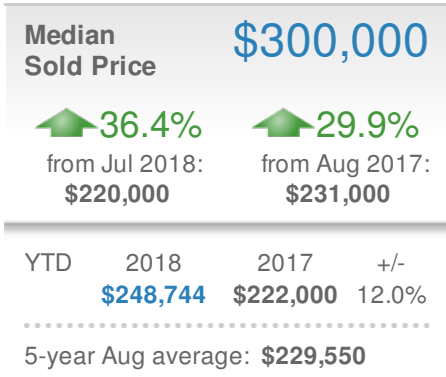 Median
Sold Price
$300,000
36.4%
from Jul 2018:
$220,000
29.9%
from Aug 2017:
$231,000
YTD 2018 2017 +/-
$248,744 $222,000 12.0%
5-year Aug average: $229,550